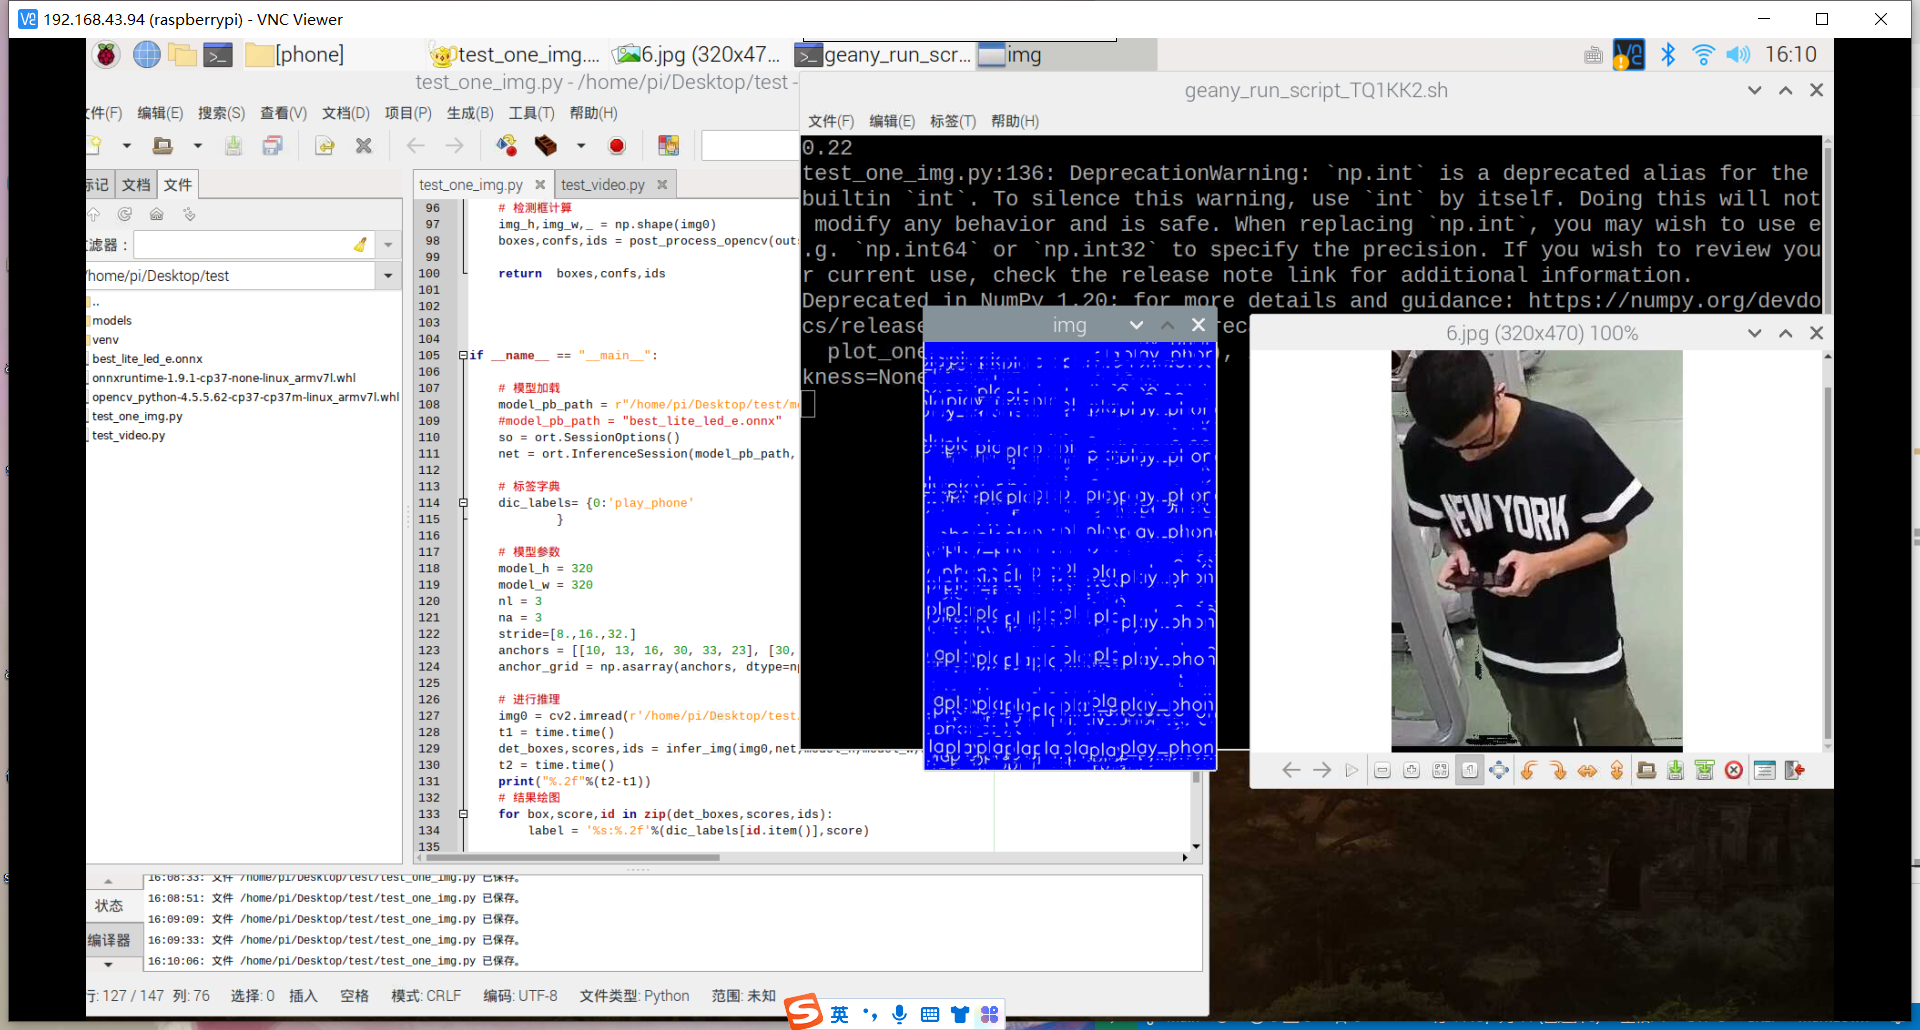 192.168.43.94 (raspberrypi) - VNC Viewer
[phone]
test_one_img....
6.jpg (320x47...
geany_run_scr...
img
16:10
test_one_img.py - /home/pi/Desktop/test -
文件(F) 编辑(E) 搜索(S) 查看(V) 文档(D) 项目(P) 生成(B) 工具(T) 帮助(H)
标记 文档 文件
过滤器：
/home/pi/Desktop/test
..
models
venv
best_lite_led_e.onnx
onnxruntime-1.9.1-cp37-none-linux_armv7l.whl
opencv_python-4.5.5.62-cp37-cp37m-linux_armv7l.whl
test_one_img.py
test_video.py
test_one_img.py test_video.py
96 # 检测框计算
97 img_h,img_w,_ = np.shape(img0)
98 boxes,confs,ids = post_process_opencv(outs
99
100 return boxes,confs,ids
101
102
103
104
105 if __name__ == "__main__":
106
107 # 模型加载
108 model_pb_path = r"/home/pi/Desktop/test/mo
109 #model_pb_path = "best_lite_led_e.onnx"
110 so = ort.SessionOptions()
111 net = ort.InferenceSession(model_pb_path,
112
113 # 标签字典
114 dic_labels= {0:'play_phone'
115 }
116
117 # 模型参数
118 model_h = 320
119 model_w = 320
120 nl = 3
121 na = 3
122 stride=[8.,16.,32.]
123 anchors = [[10, 13, 16, 30, 33, 23], [30,
124 anchor_grid = np.asarray(anchors, dtype=np
125
126 # 进行推理
127 img0 = cv2.imread(r'/home/pi/Desktop/test
128 t1 = time.time()
129 det_boxes,scores,ids = infer_img(img0,net,model_h,model_w,
130 t2 = time.time()
131 print("%.2f"%(t2-t1))
132 # 结果绘图
133 for box,score,id in zip(det_boxes,scores,ids):
134 label = '%s:%.2f'%(dic_labels[id.item()],score)
135
状态
编译器
16:08:33: 文件 /home/pi/Desktop/test/test_one_img.py 已保存。
16:08:51: 文件 /home/pi/Desktop/test/test_one_img.py 已保存。
16:09:09: 文件 /home/pi/Desktop/test/test_one_img.py 已保存。
16:09:33: 文件 /home/pi/Desktop/test/test_one_img.py 已保存。
16:10:06: 文件 /home/pi/Desktop/test/test_one_img.py 已保存。
行: 127 / 147 列: 76 选择: 0 插入 空格 模式: CRLF 编码: UTF-8 文件类型: Python 范围: 未知
geany_run_script_TQ1KK2.sh
文件(F) 编辑(E) 标签(T) 帮助(H)
0.22
test_one_img.py:136: DeprecationWarning: `np.int` is a deprecated alias for the
builtin `int`. To silence this warning, use `int` by itself. Doing this will not
modify any behavior and is safe. When replacing `np.int`, you may wish to use e
.g. `np.int64` or `np.int32` to specify the precision. If you wish to review you
r current use, check the release note link for additional information.
Deprecated in NumPy 1.20; for more details and guidance: https://numpy.org/devdo
cs/release
plot_one
kness=None
img
play_phon
play_phon
play_phon
play_phon
play_phon
play_phon
6.jpg (320x470) 100%
NEW YORK
英